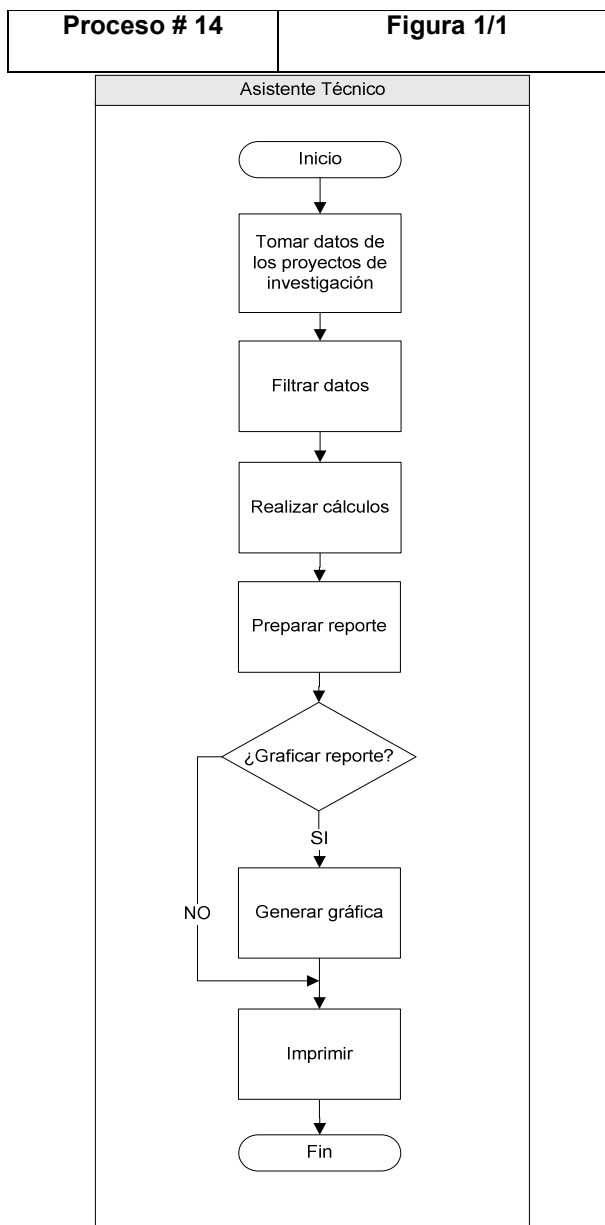 Proceso # 14
Figura 1/1
Asistente Técnico
Inicio
Tomar datos de
los proyectos de
investigación
Filtrar datos
Realizar cálculos
Preparar reporte
¿Graficar reporte?
SI
Generar gráfica
NO
Imprimir
Fin